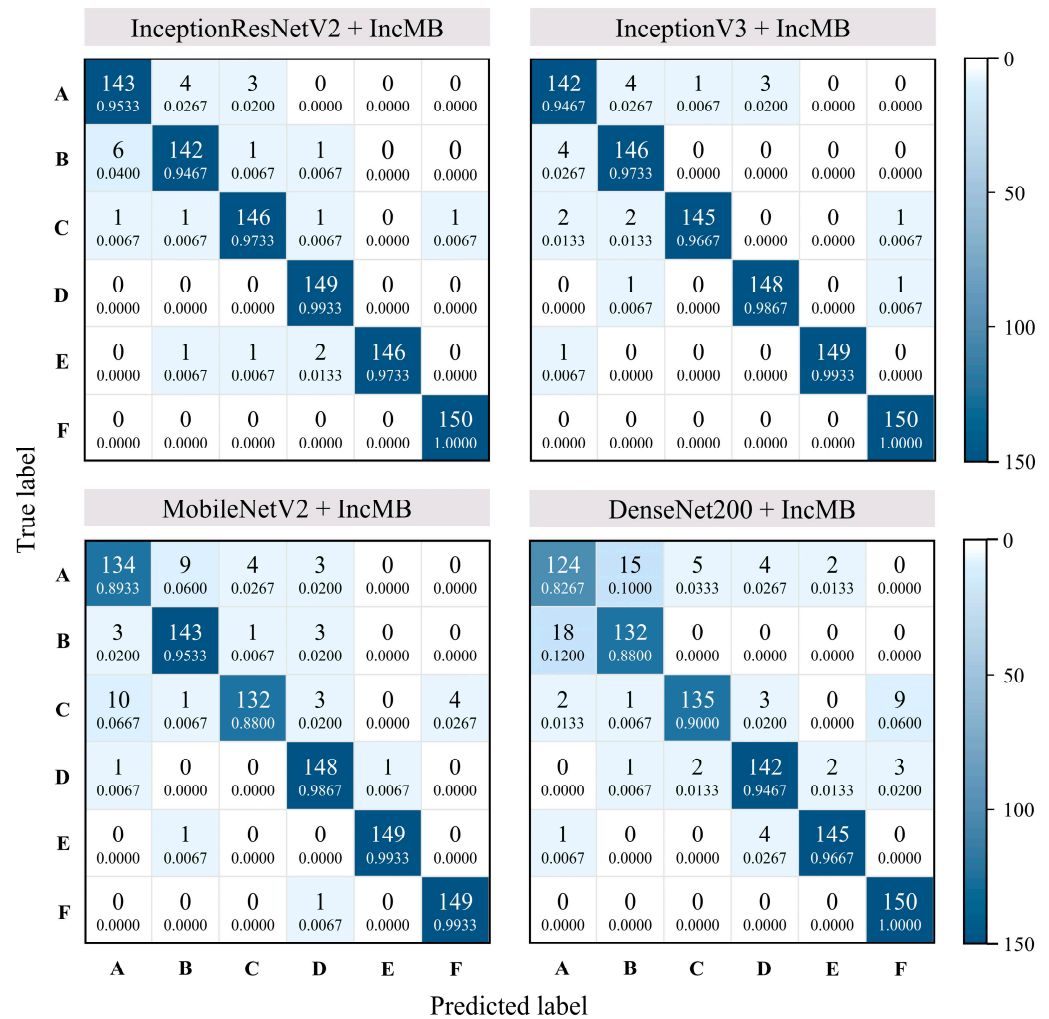 InceptionResNetV2 + IncMB
InceptionV3 + IncMB
A 143 4 3 0 0 0
0.9533 0.0267 0.0200 0.0000 0.0000 0.0000
B 6 142 1 1 0 0
0.0400 0.9467 0.0067 0.0067 0.0000 0.0000
C 1 1 146 1 0 1
0.0067 0.0067 0.9733 0.0067 0.0000 0.0067
D 0 0 0 149 0 0
0.0000 0.0000 0.0000 0.9933 0.0000 0.0000
E 0 1 1 2 146 0
0.0000 0.0067 0.0067 0.0133 0.9733 0.0000
F 0 0 0 0 0 150
0.0000 0.0000 0.0000 0.0000 0.0000 1.0000
142 4 1 3 0 0
0.9467 0.0267 0.0067 0.0200 0.0000 0.0000
4 146 0 0 0 0
0.0267 0.9733 0.0000 0.0000 0.0000 0.0000
2 2 145 0 0 1
0.0133 0.0133 0.9667 0.0000 0.0000 0.0067
0 1 0 148 0 1
0.0000 0.0067 0.0000 0.9867 0.0000 0.0067
1 0 0 0 149 0
0.0067 0.0000 0.0000 0.0000 0.9933 0.0000
0 0 0 0 0 150
0.0000 0.0000 0.0000 0.0000 0.0000 1.0000
0
50
100
150
True label
MobileNetV2 + IncMB
DenseNet200 + IncMB
A 134 9 4 3 0 0
0.8933 0.0600 0.0267 0.0200 0.0000 0.0000
B 3 143 1 3 0 0
0.0200 0.9533 0.0067 0.0200 0.0000 0.0000
C 10 1 132 3 0 4
0.0667 0.0067 0.8800 0.0200 0.0000 0.0267
D 1 0 0 148 1 0
0.0067 0.0000 0.0000 0.9867 0.0067 0.0000
E 0 1 0 0 149 0
0.0000 0.0067 0.0000 0.0000 0.9933 0.0000
F 0 0 0 1 0 149
0.0000 0.0000 0.0000 0.0067 0.0000 0.9933
A B C D E F
124 15 5 4 2 0
0.8267 0.1000 0.0333 0.0267 0.0133 0.0000
18 132 0 0 0 0
0.1200 0.8800 0.0000 0.0000 0.0000 0.0000
2 1 135 3 0 9
0.0133 0.0067 0.9000 0.0200 0.0000 0.0600
0 1 2 142 2 3
0.0000 0.0067 0.0133 0.9467 0.0133 0.0200
1 0 0 4 145 0
0.0067 0.0000 0.0000 0.0267 0.9667 0.0000
0 0 0 0 0 150
0.0000 0.0000 0.0000 0.0000 0.0000 1.0000
A B C D E F
0
50
100
150
Predicted label